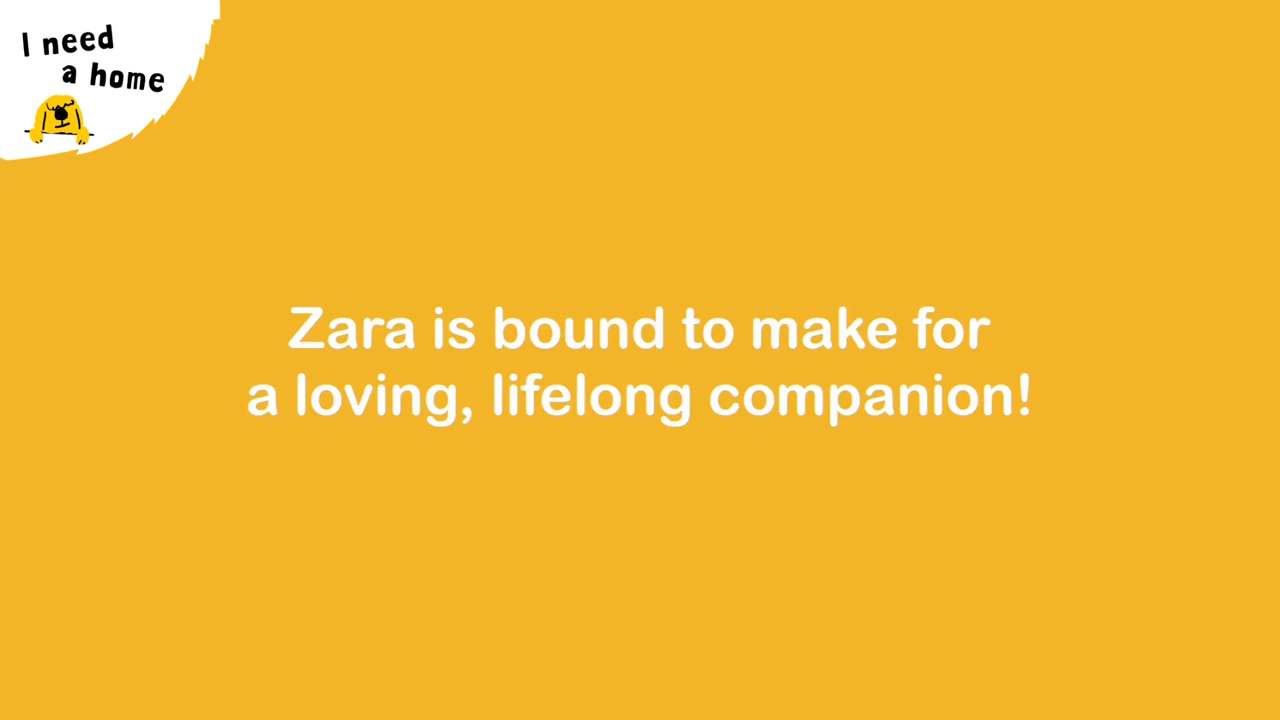 I need
a home
Zara is bound to make for
a loving, lifelong companion!